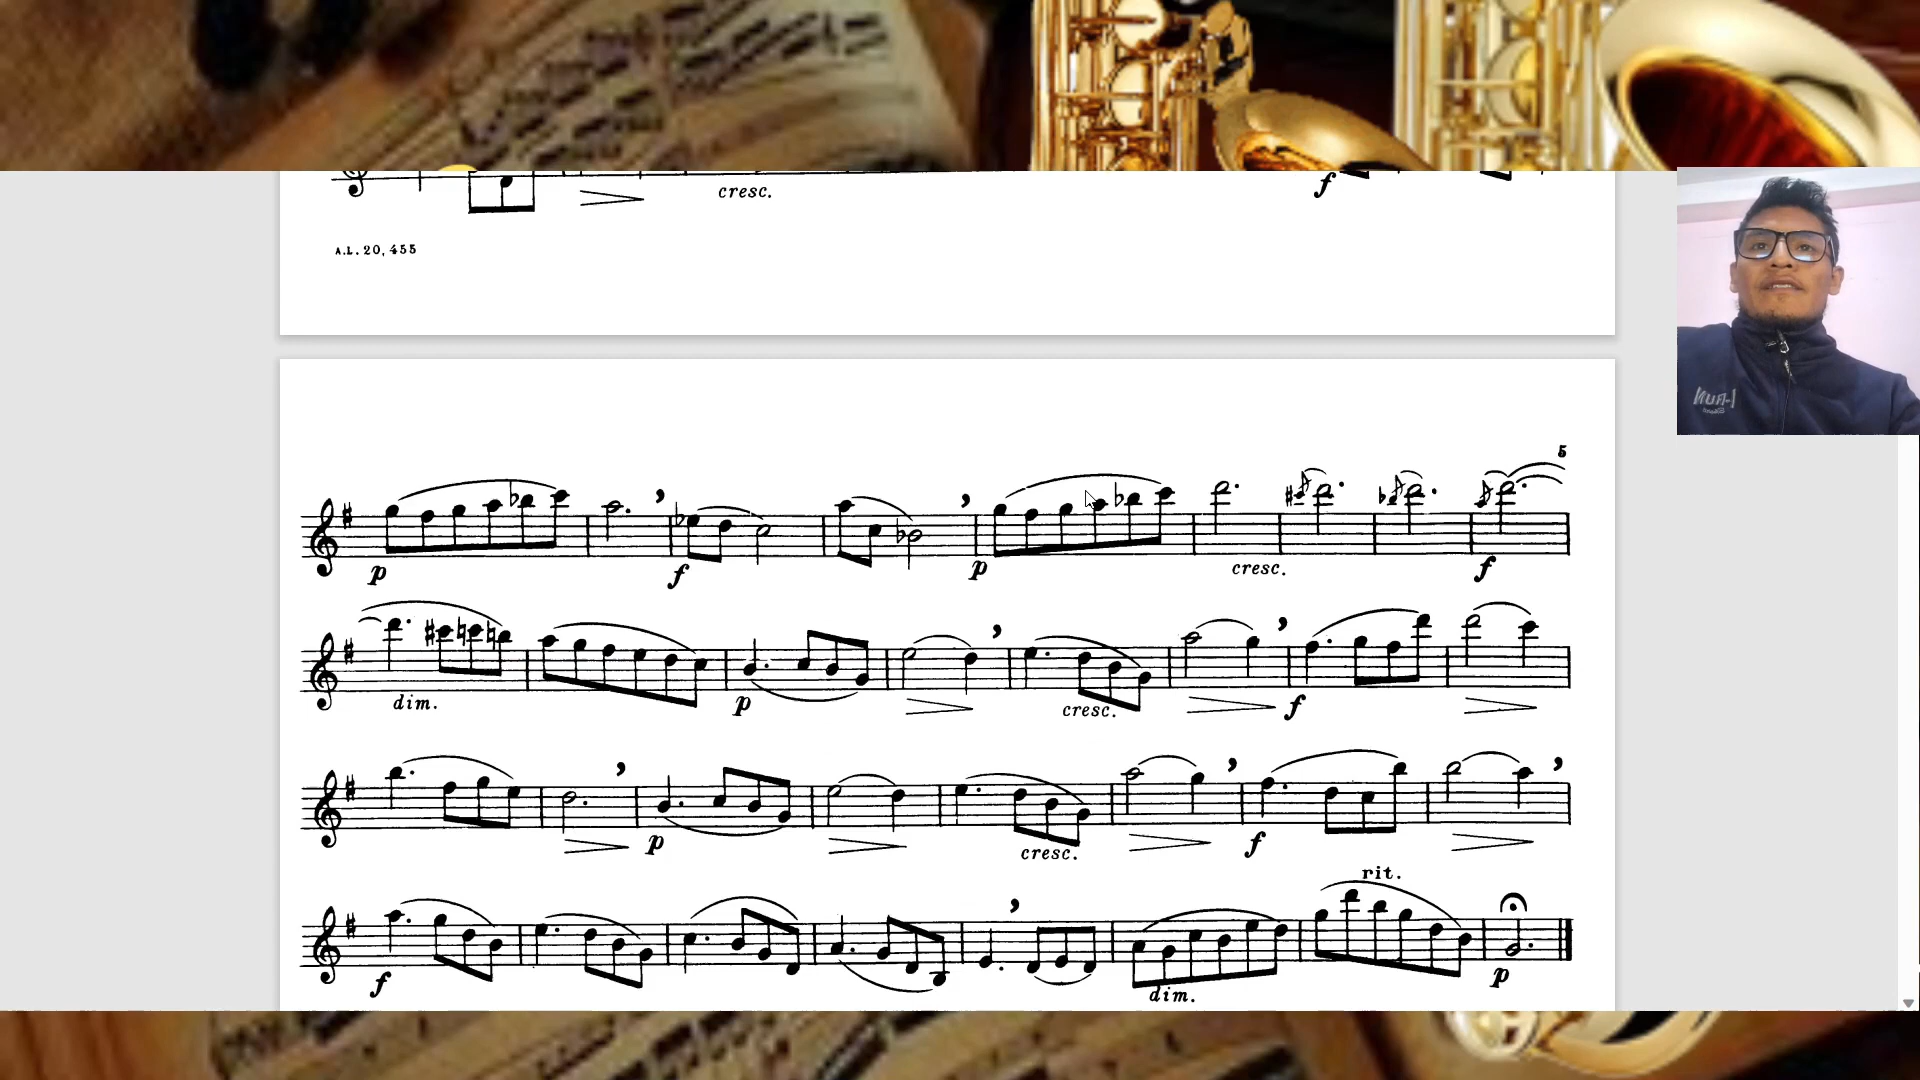 cresc. f
A.L. 20, 455
5
p f p cresc. f
dim. p cresc. f
p cresc. f
rit.
f dim. p